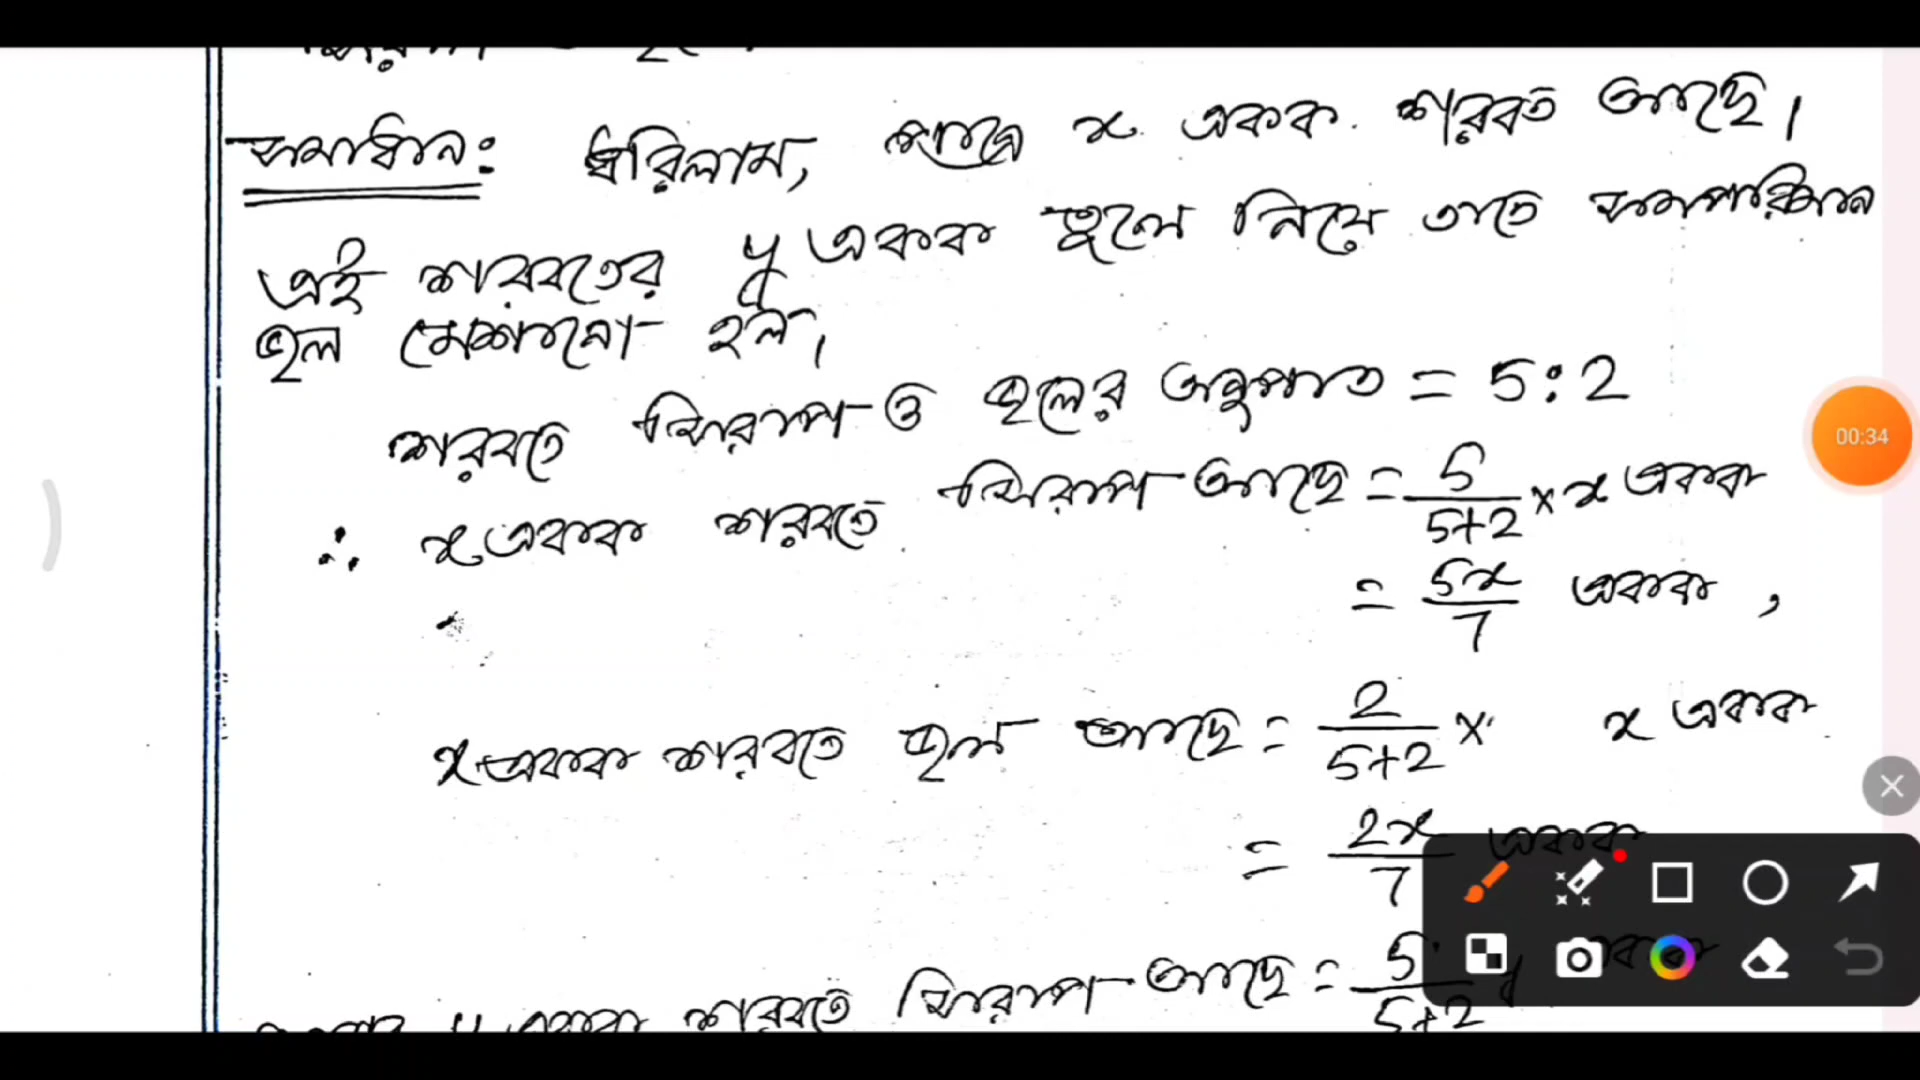 সমাধান: ধরিলাম, পাত্রে x একক শরবত আছে।
এই শরবতের y একক তুলে নিয়ে তাতে সমপরিমান
জল মেশানো হল।
শরবতে সিরাপ ও জলের অনুপাত = 5:2
∴ x একক শরবতে সিরাপ আছে = 5/(5+2) × x একক
= 5x/7 একক,
x একক শরবতে জল আছে = 2/(5+2) × x একক
= 2x/7 একক
y একক শরবতে সিরাপ আছে = 5/(5+2)
00:34